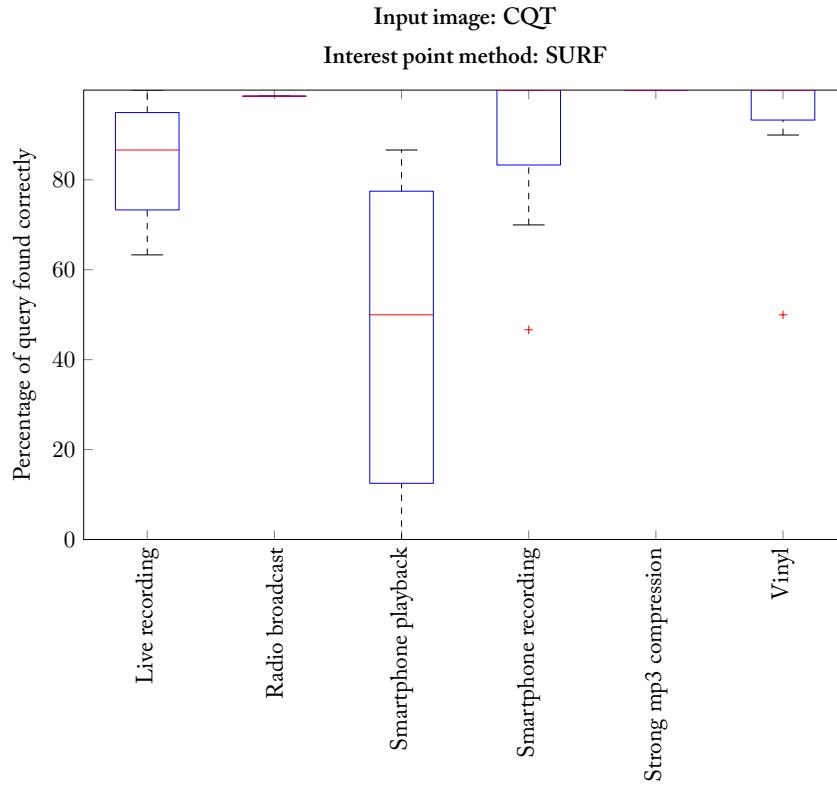 Input image: CQT
Interest point method: SURF
Percentage of query found correctly
80
60
40
20
0
Live recording
Radio broadcast
Smartphone playback
Smartphone recording
Strong mp3 compression
Vinyl